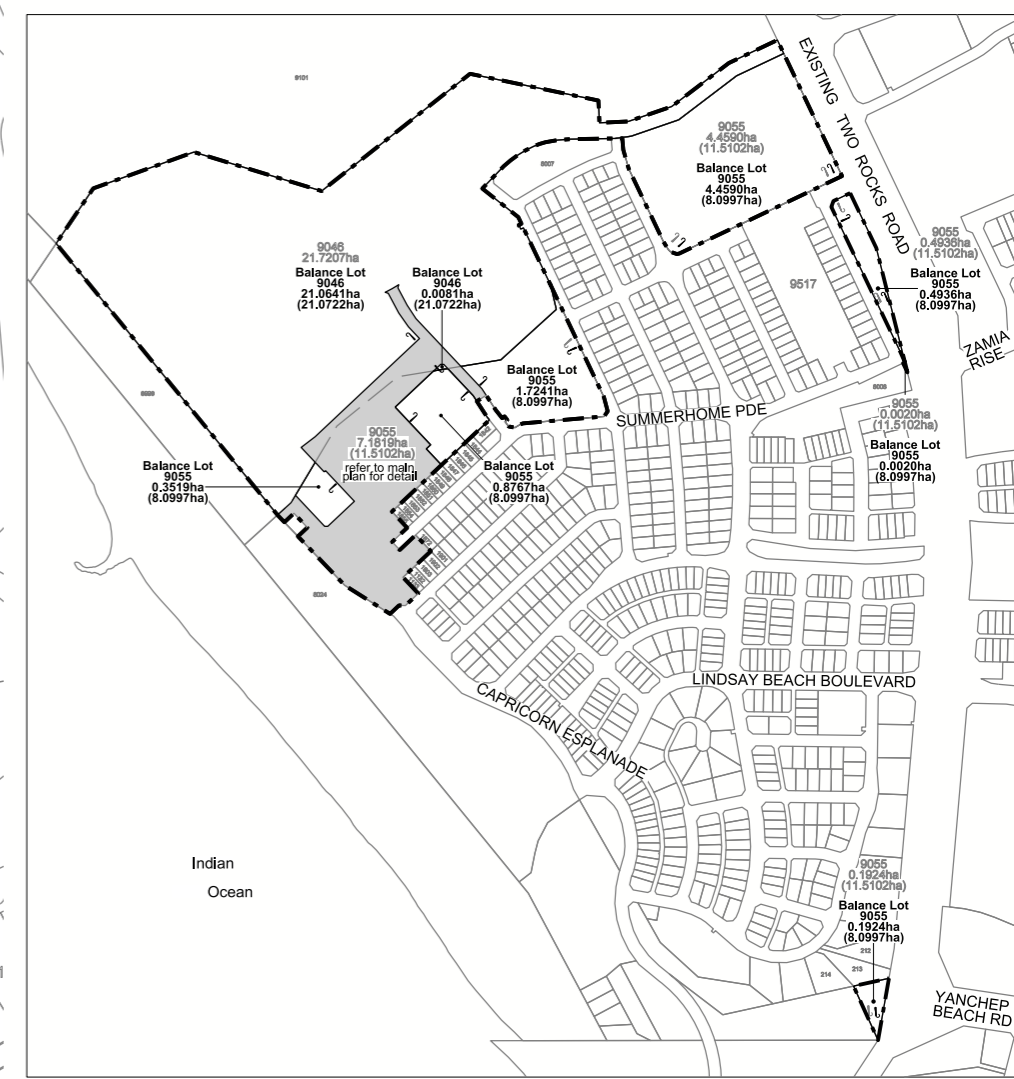 9101
EXISTING TWO ROCKS ROAD
9055
4.4590ha
(11.5102ha)
Balance Lot
9055
4.4590ha
(8.0997ha)
8007
9046
21.7207ha
Balance Lot
9046
21.0641ha
(21.0722ha)
Balance Lot
9046
0.0081ha
(21.0722ha)
9055
0.4936ha
(11.5102ha)
Balance Lot
9055
0.4936ha
(8.0997ha)
9517
ZAMIA
RISE
Balance Lot
9055
1.7241ha
(8.0997ha)
SUMMERHOME PDE
9055
0.0020ha
(11.5102ha)
Balance Lot
9055
0.0020ha
(8.0997ha)
9055
7.1819ha
(11.5102ha)
refer to main
plan for detail
Balance Lot
9055
0.3519ha
(8.0997ha)
Balance Lot
9055
0.8767ha
(8.0997ha)
LINDSAY BEACH BOULEVARD
CAPRICORN ESPLANADE
Indian
Ocean
9055
0.1924ha
(11.5102ha)
Balance Lot
9055
0.1924ha
(8.0997ha)
212
213
214
YANCHEP
BEACH RD